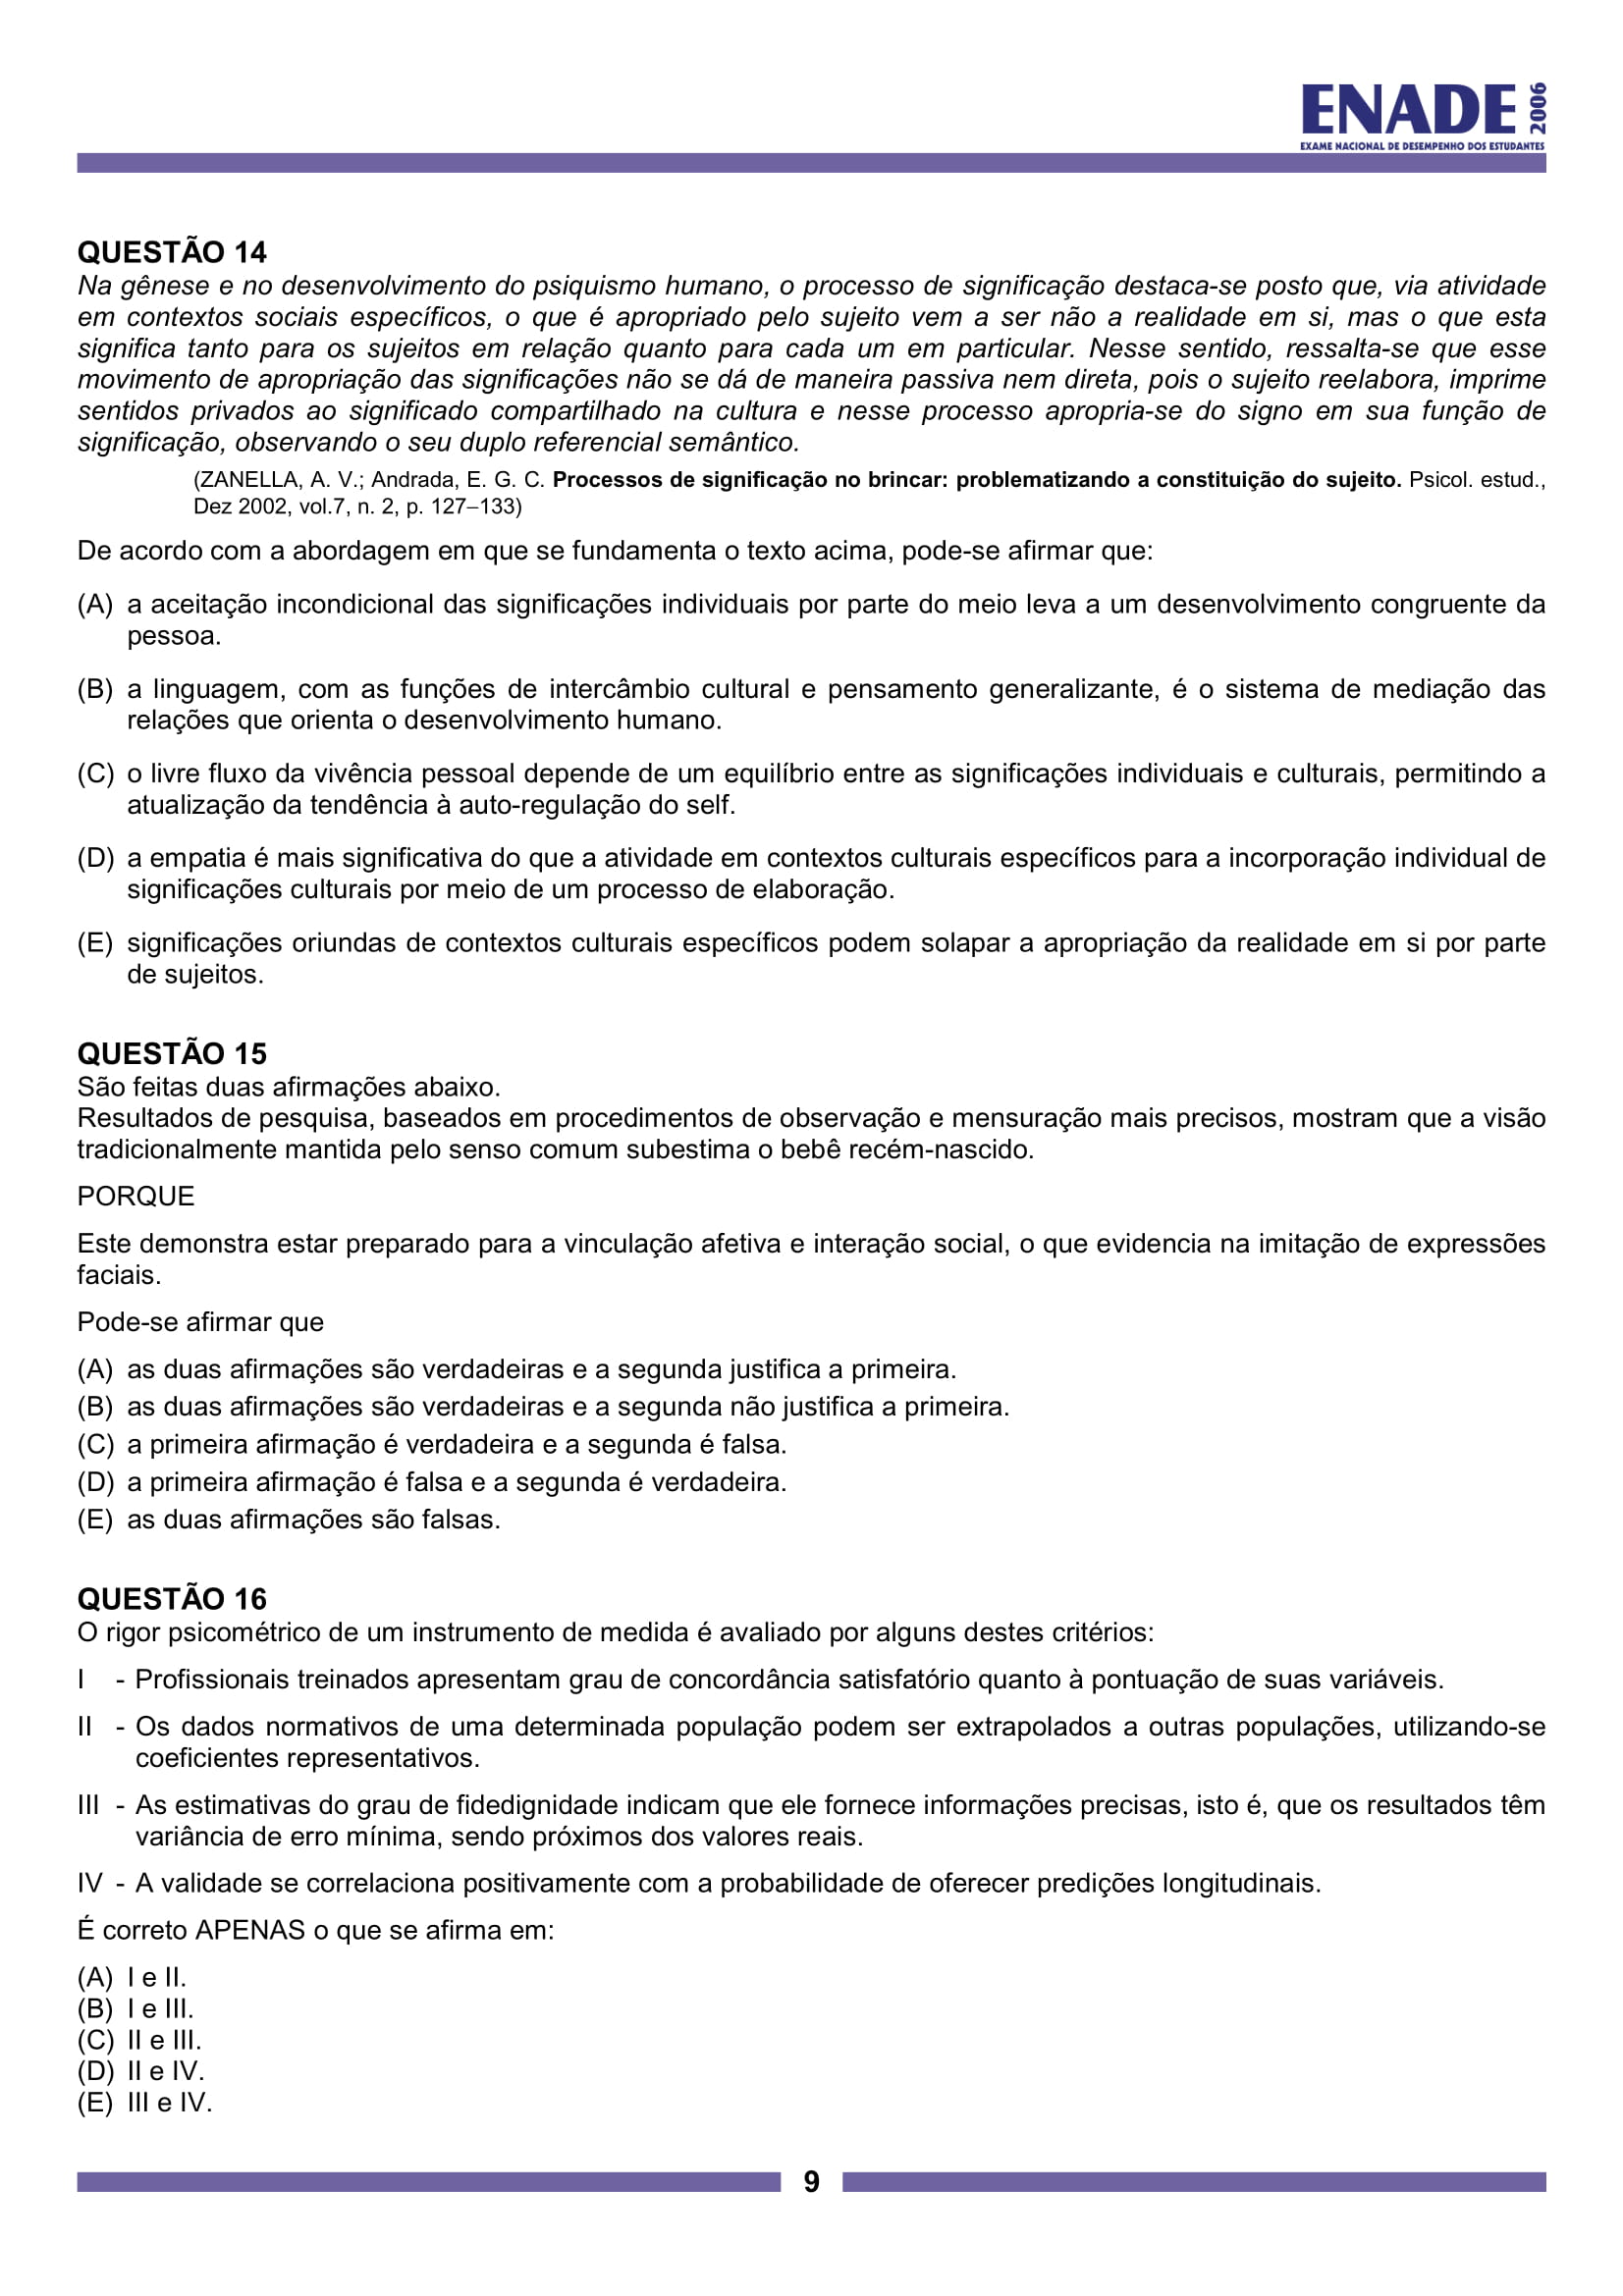 ENADE 2006
EXAME NACIONAL DE DESEMPENHO DOS ESTUDANTES
QUESTÃO 14
Na gênese e no desenvolvimento do psiquismo humano, o processo de significação destaca-se posto que, via atividade
em contextos sociais específicos, o que é apropriado pelo sujeito vem a ser não a realidade em si, mas o que esta
significa tanto para os sujeitos em relação quanto para cada um em particular. Nesse sentido, ressalta-se que esse
movimento de apropriação das significações não se dá de maneira passiva nem direta, pois o sujeito reelabora, imprime
sentidos privados ao significado compartilhado na cultura e nesse processo apropria-se do signo em sua função de
significação, observando o seu duplo referencial semântico.
(ZANELLA, A. V.; Andrada, E. G. C. Processos de significação no brincar: problematizando a constituição do sujeito. Psicol. estud.,
Dez 2002, vol.7, n. 2, p. 127–133)
De acordo com a abordagem em que se fundamenta o texto acima, pode-se afirmar que:
(A) a aceitação incondicional das significações individuais por parte do meio leva a um desenvolvimento congruente da
pessoa.
(B) a linguagem, com as funções de intercâmbio cultural e pensamento generalizante, é o sistema de mediação das
relações que orienta o desenvolvimento humano.
(C) o livre fluxo da vivência pessoal depende de um equilíbrio entre as significações individuais e culturais, permitindo a
atualização da tendência à auto-regulação do self.
(D) a empatia é mais significativa do que a atividade em contextos culturais específicos para a incorporação individual de
significações culturais por meio de um processo de elaboração.
(E) significações oriundas de contextos culturais específicos podem solapar a apropriação da realidade em si por parte
de sujeitos.
QUESTÃO 15
São feitas duas afirmações abaixo.
Resultados de pesquisa, baseados em procedimentos de observação e mensuração mais precisos, mostram que a visão
tradicionalmente mantida pelo senso comum subestima o bebê recém-nascido.
PORQUE
Este demonstra estar preparado para a vinculação afetiva e interação social, o que evidencia na imitação de expressões
faciais.
Pode-se afirmar que
(A) as duas afirmações são verdadeiras e a segunda justifica a primeira.
(B) as duas afirmações são verdadeiras e a segunda não justifica a primeira.
(C) a primeira afirmação é verdadeira e a segunda é falsa.
(D) a primeira afirmação é falsa e a segunda é verdadeira.
(E) as duas afirmações são falsas.
QUESTÃO 16
O rigor psicométrico de um instrumento de medida é avaliado por alguns destes critérios:
I - Profissionais treinados apresentam grau de concordância satisfatório quanto à pontuação de suas variáveis.
II - Os dados normativos de uma determinada população podem ser extrapolados a outras populações, utilizando-se
coeficientes representativos.
III - As estimativas do grau de fidedignidade indicam que ele fornece informações precisas, isto é, que os resultados têm
variância de erro mínima, sendo próximos dos valores reais.
IV - A validade se correlaciona positivamente com a probabilidade de oferecer predições longitudinais.
É correto APENAS o que se afirma em:
(A) I e II.
(B) I e III.
(C) II e III.
(D) II e IV.
(E) III e IV.
9